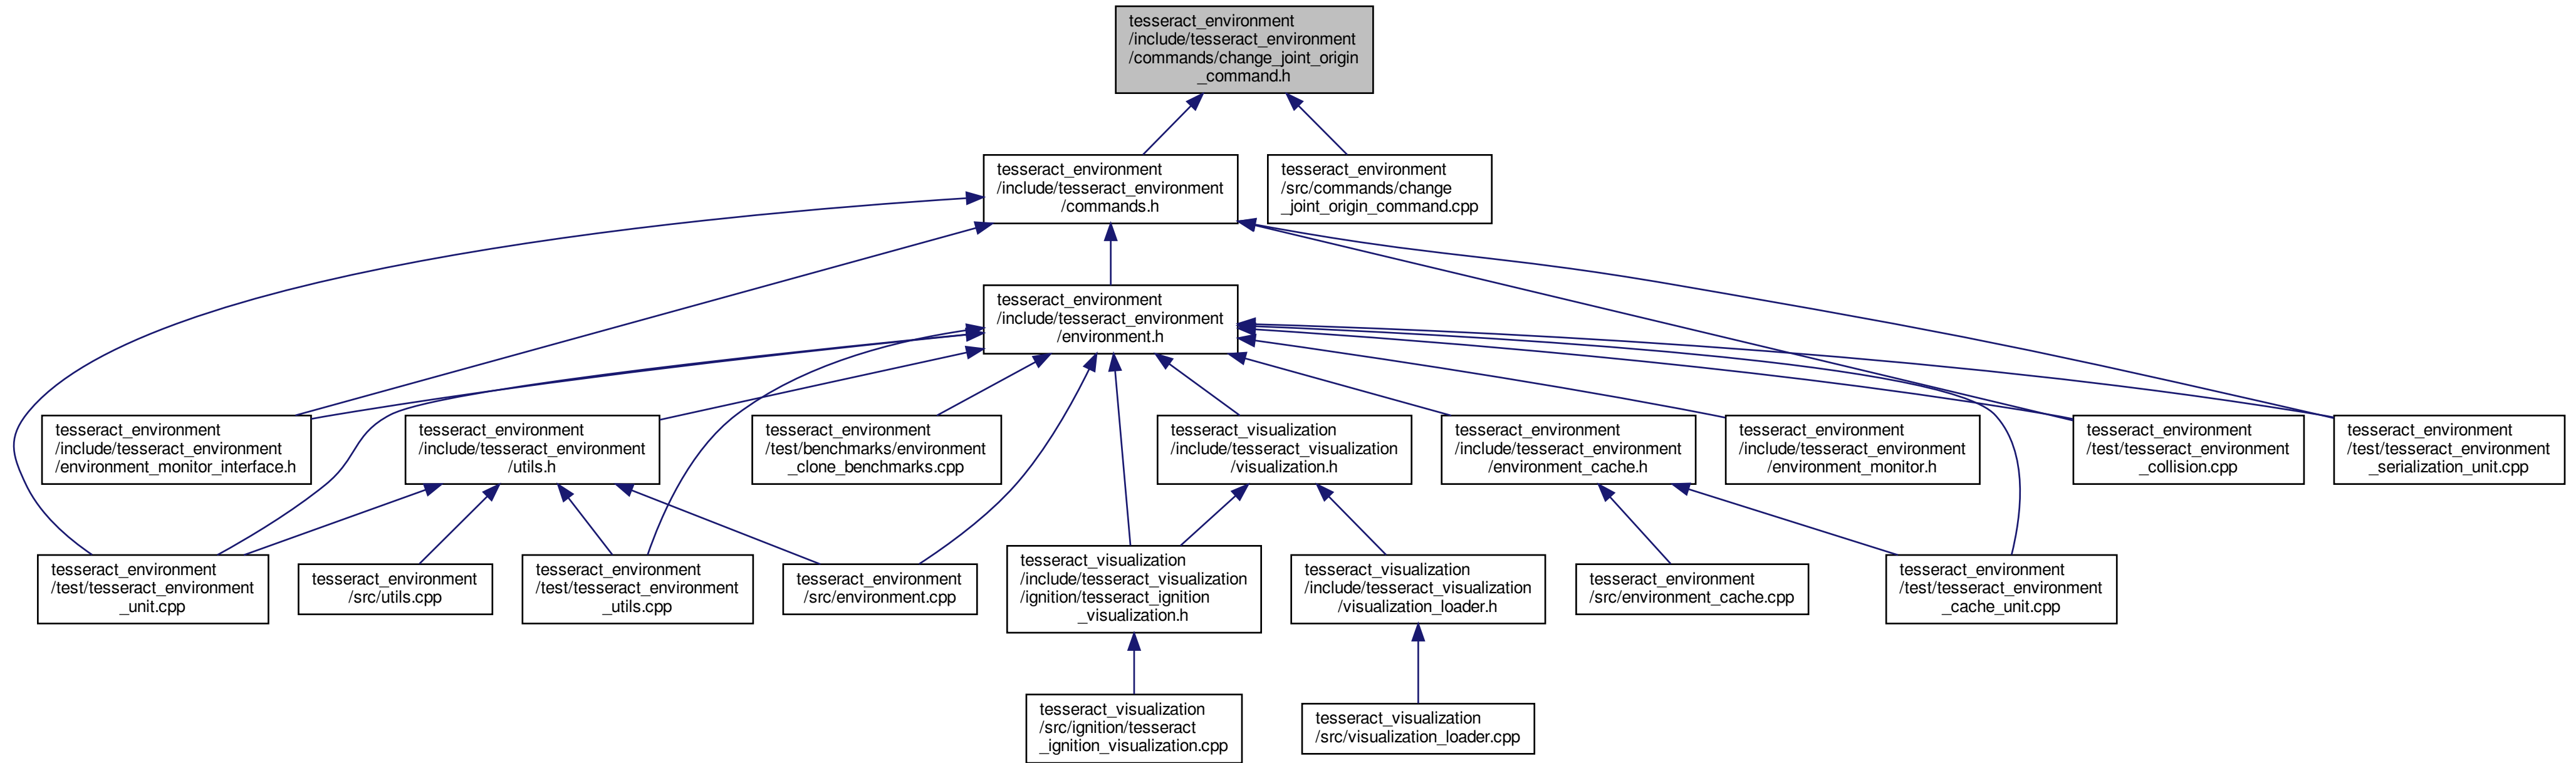 tesseract_environment
/include/tesseract_environment
/commands/change_joint_origin
_command.h
tesseract_environment
/include/tesseract_environment
/commands.h
tesseract_environment
/src/commands/change
_joint_origin_command.cpp
tesseract_environment
/include/tesseract_environment
/environment.h
tesseract_environment
/include/tesseract_environment
/environment_monitor_interface.h
tesseract_environment
/include/tesseract_environment
/utils.h
tesseract_environment
/test/benchmarks/environment
_clone_benchmarks.cpp
tesseract_visualization
/include/tesseract_visualization
/visualization.h
tesseract_environment
/include/tesseract_environment
/environment_cache.h
tesseract_environment
/include/tesseract_environment
/environment_monitor.h
tesseract_environment
/test/tesseract_environment
_collision.cpp
tesseract_environment
/test/tesseract_environment
_serialization_unit.cpp
tesseract_environment
/test/tesseract_environment
_unit.cpp
tesseract_environment
/src/utils.cpp
tesseract_environment
/test/tesseract_environment
_utils.cpp
tesseract_environment
/src/environment.cpp
tesseract_visualization
/include/tesseract_visualization
/ignition/tesseract_ignition
_visualization.h
tesseract_visualization
/include/tesseract_visualization
/visualization_loader.h
tesseract_environment
/src/environment_cache.cpp
tesseract_environment
/test/tesseract_environment
_cache_unit.cpp
tesseract_visualization
/src/ignition/tesseract
_ignition_visualization.cpp
tesseract_visualization
/src/visualization_loader.cpp